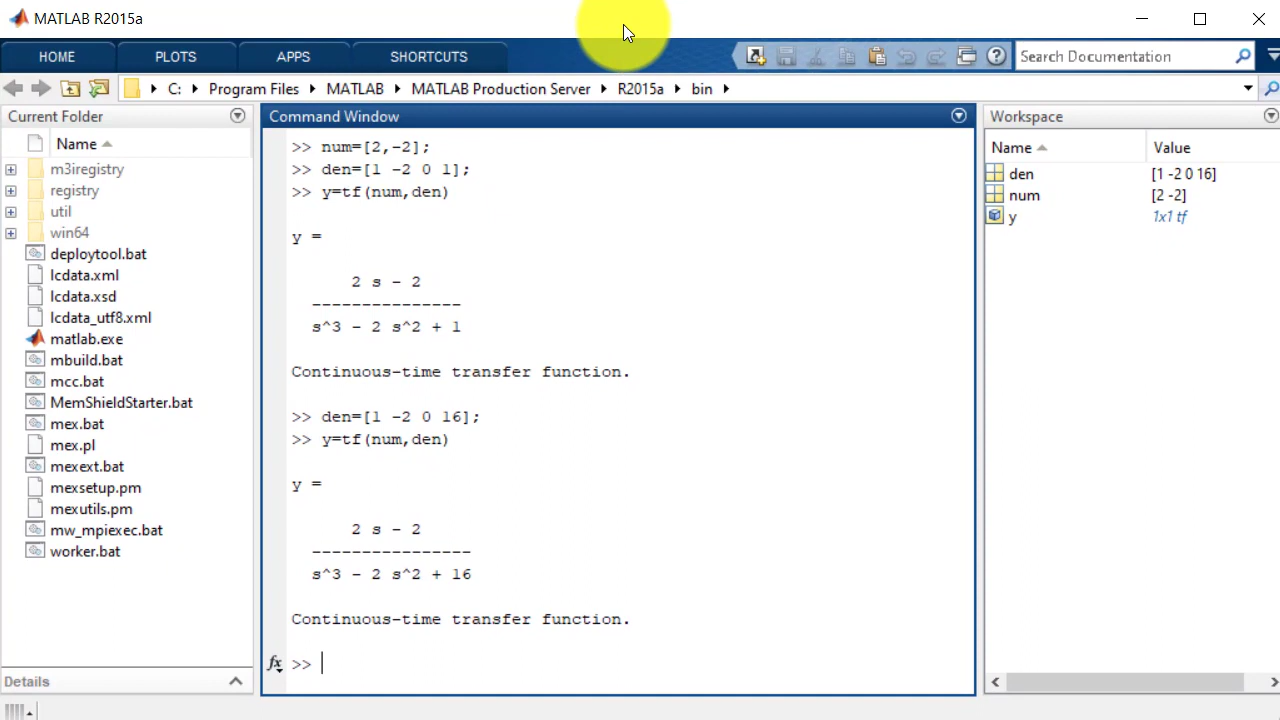 MATLAB R2015a
HOME PLOTS APPS SHORTCUTS
Search Documentation
C: Program Files MATLAB MATLAB Production Server R2015a bin
Current Folder
Name
m3iregistry
registry
util
win64
deploytool.bat
lcdata.xml
lcdata.xsd
lcdata_utf8.xml
matlab.exe
mbuild.bat
mcc.bat
MemShieldStarter.bat
mex.bat
mex.pl
mexext.bat
mexsetup.pm
mexutils.pm
mw_mpiexec.bat
worker.bat
Details
Command Window
>> num=[2,-2];
>> den=[1 -2 0 1];
>> y=tf(num,den)
y =
2 s - 2
---------------
s^3 - 2 s^2 + 1
Continuous-time transfer function.
>> den=[1 -2 0 16];
>> y=tf(num,den)
y =
2 s - 2
----------------
s^3 - 2 s^2 + 16
Continuous-time transfer function.
fx >>
Workspace
Name Value
den [1 -2 0 16]
num [2 -2]
y 1x1 tf